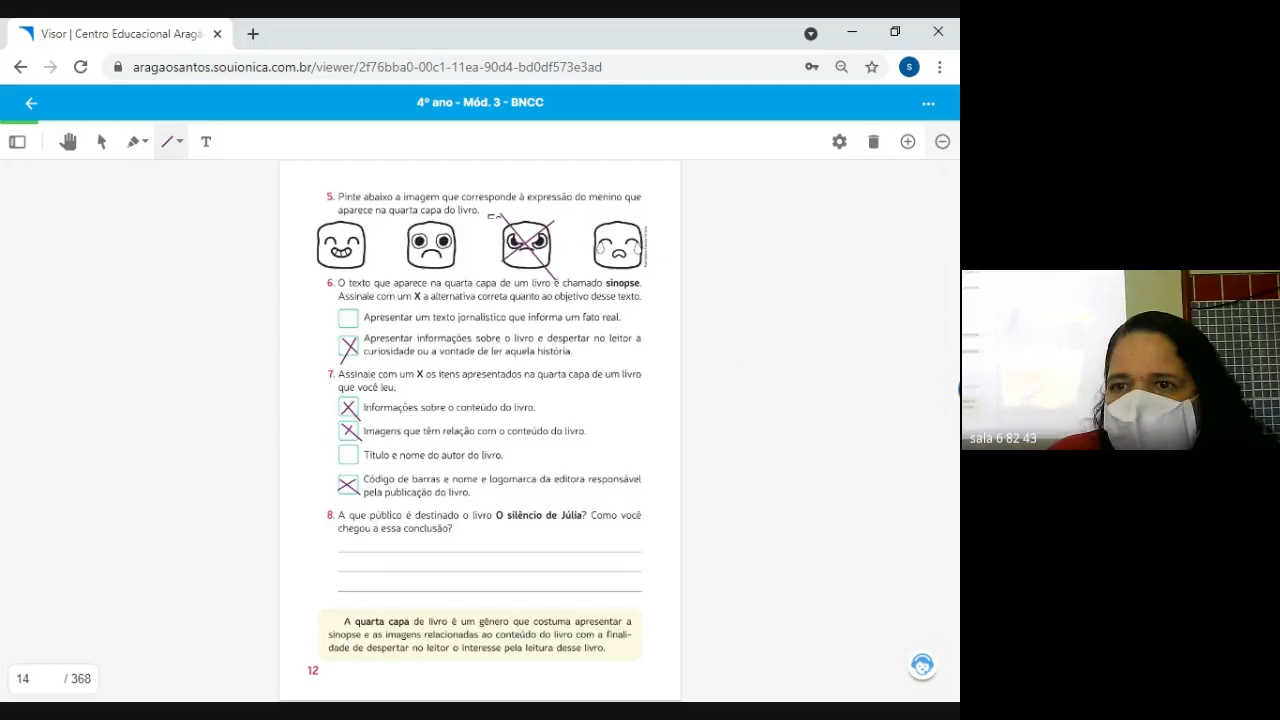 Visor | Centro Educacional Aragã
aragaosantos.souionica.com.br/viewer/2f76bba0-00c1-11ea-90d4-bd0df573e3ad
s
4º ano - Mód. 3 - BNCC
T
5. Pinte abaixo a imagem que corresponde à expressão do menino que
aparece na quarta capa do livro.
6. O texto que aparece na quarta capa de um livro é chamado sinopse.
Assinale com um X a alternativa correta quanto ao objetivo desse texto.
Apresentar um texto jornalístico que informa um fato real.
Apresentar informações sobre o livro e despertar no leitor a
curiosidade ou a vontade de ler aquela história.
7. Assinale com um X os itens apresentados na quarta capa de um livro
que você leu.
Informações sobre o conteúdo do livro.
Imagens que têm relação com o conteúdo do livro.
Título e nome do autor do livro.
Código de barras e nome e logomarca da editora responsável
pela publicação do livro.
8. A que público é destinado o livro O silêncio de Júlia? Como você
chegou a essa conclusão?
A quarta capa de livro é um gênero que costuma apresentar a
sinopse e as imagens relacionadas ao conteúdo do livro com a finali-
dade de despertar no leitor o interesse pela leitura desse livro.
12
14 / 368
sala 6 82 43